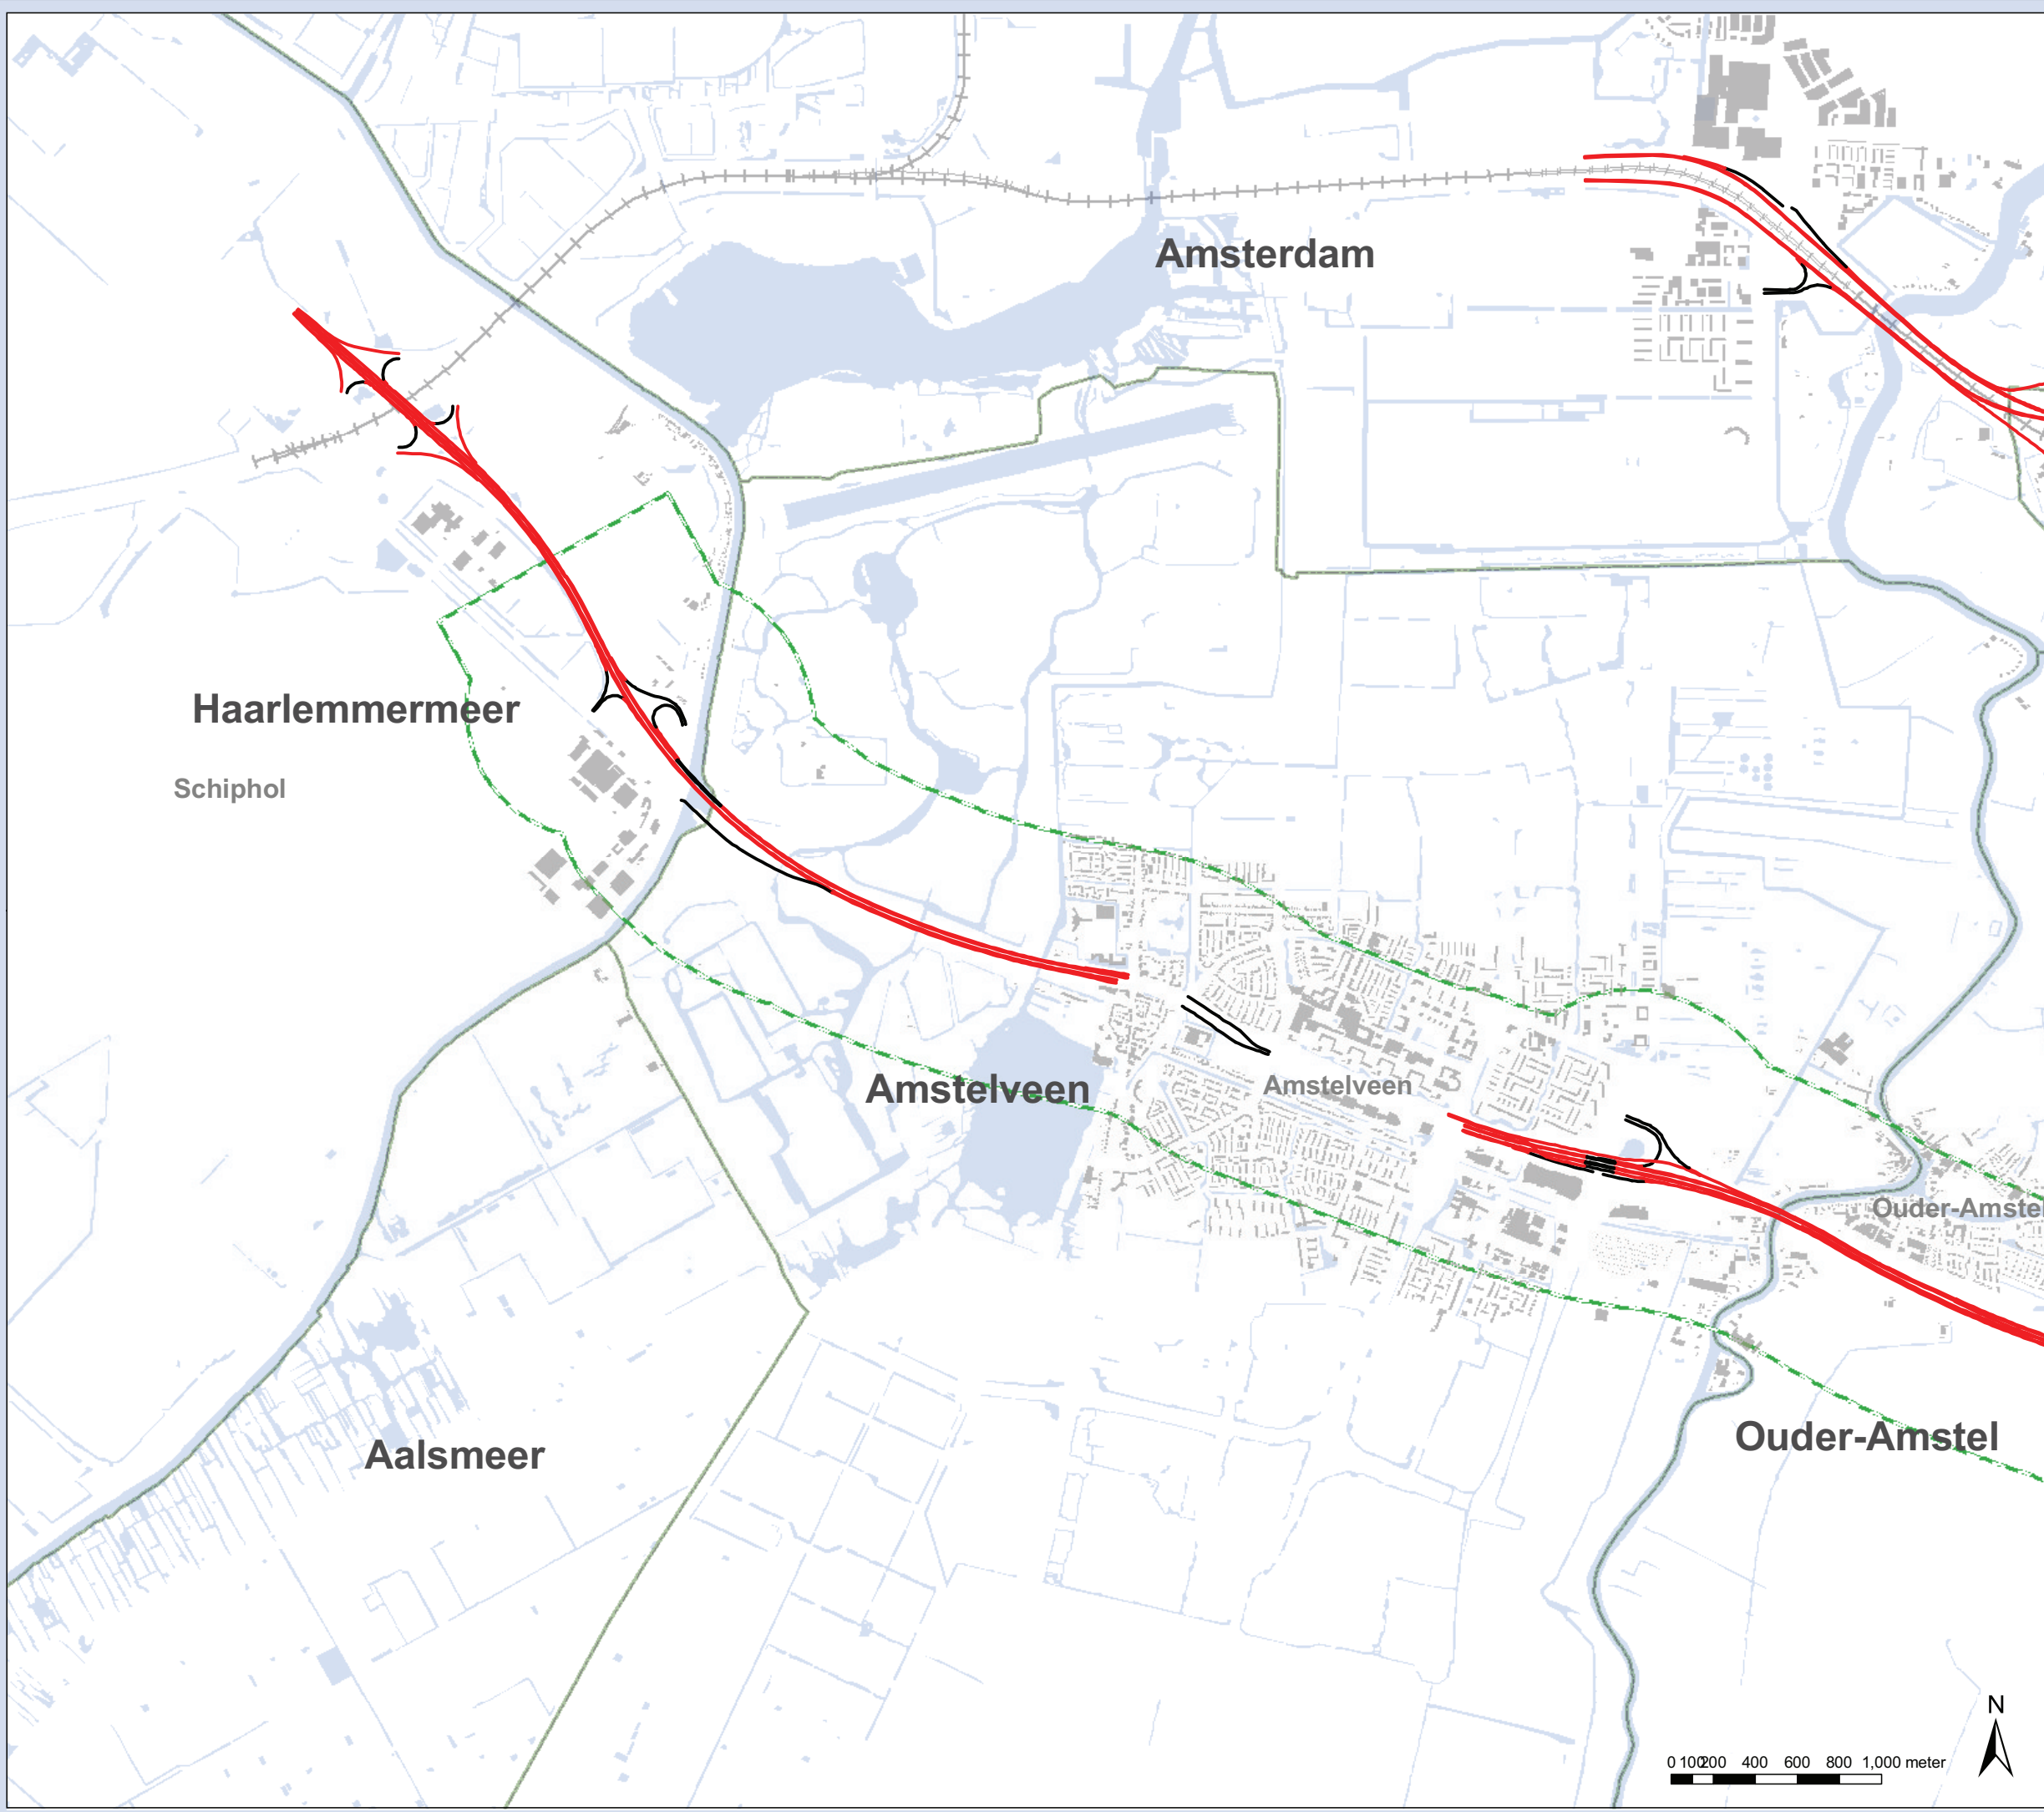 Amsterdam
Haarlemmermeer
Schiphol
Amstelveen
Amstelveen
Ouder-Amstel
Ouder-Amstel
Aalsmeer
N
0 100 200 400 600 800 1,000 meter